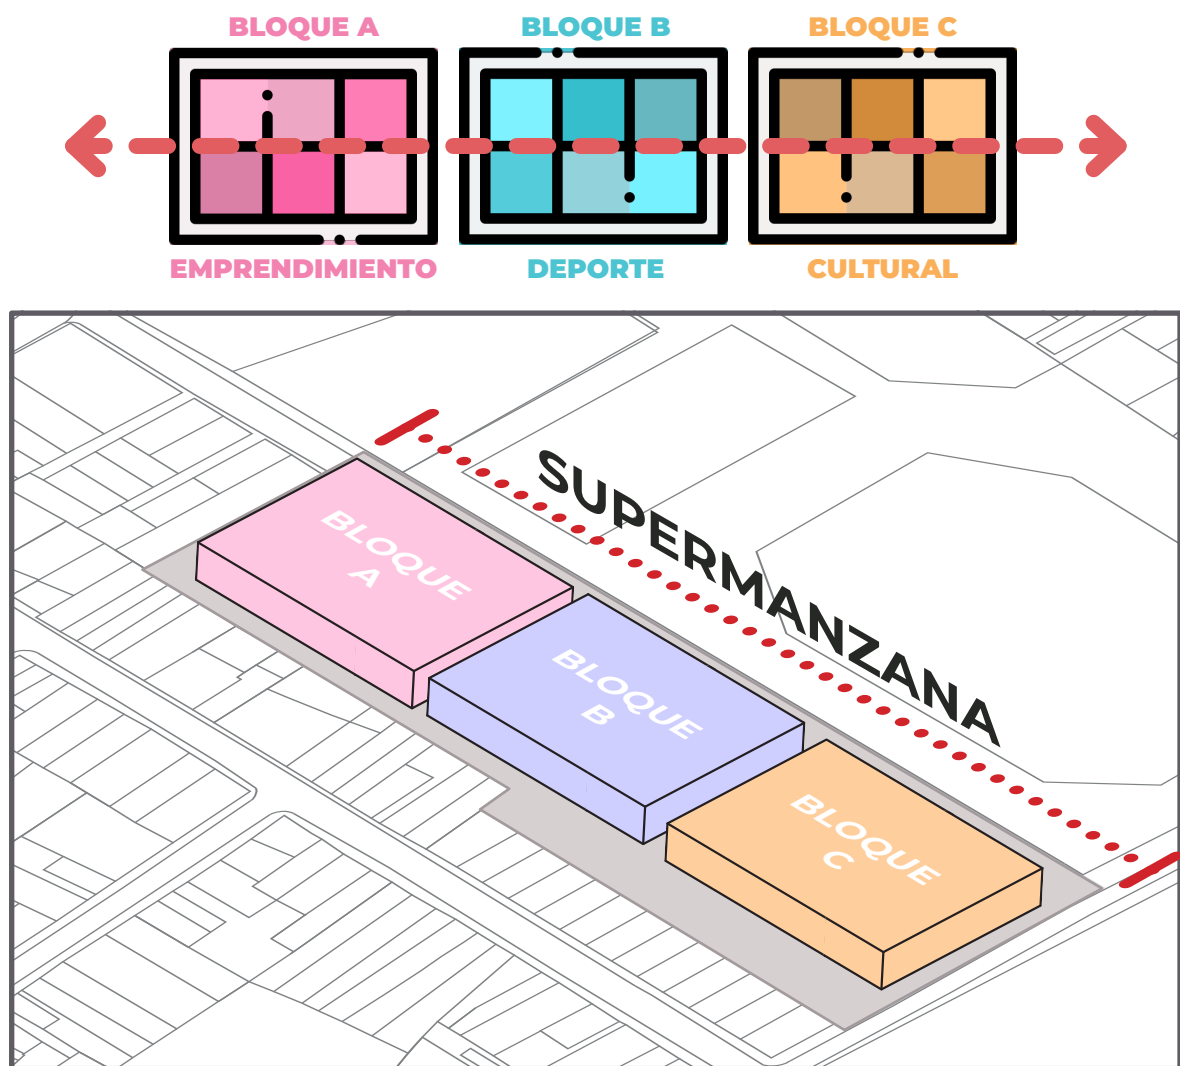 BLOQUE A
BLOQUE B
BLOQUE C
EMPRENDIMIENTO
DEPORTE
CULTURAL
SUPERMANZANA
BLOQUE
A
BLOQUE
B
BLOQUE
C